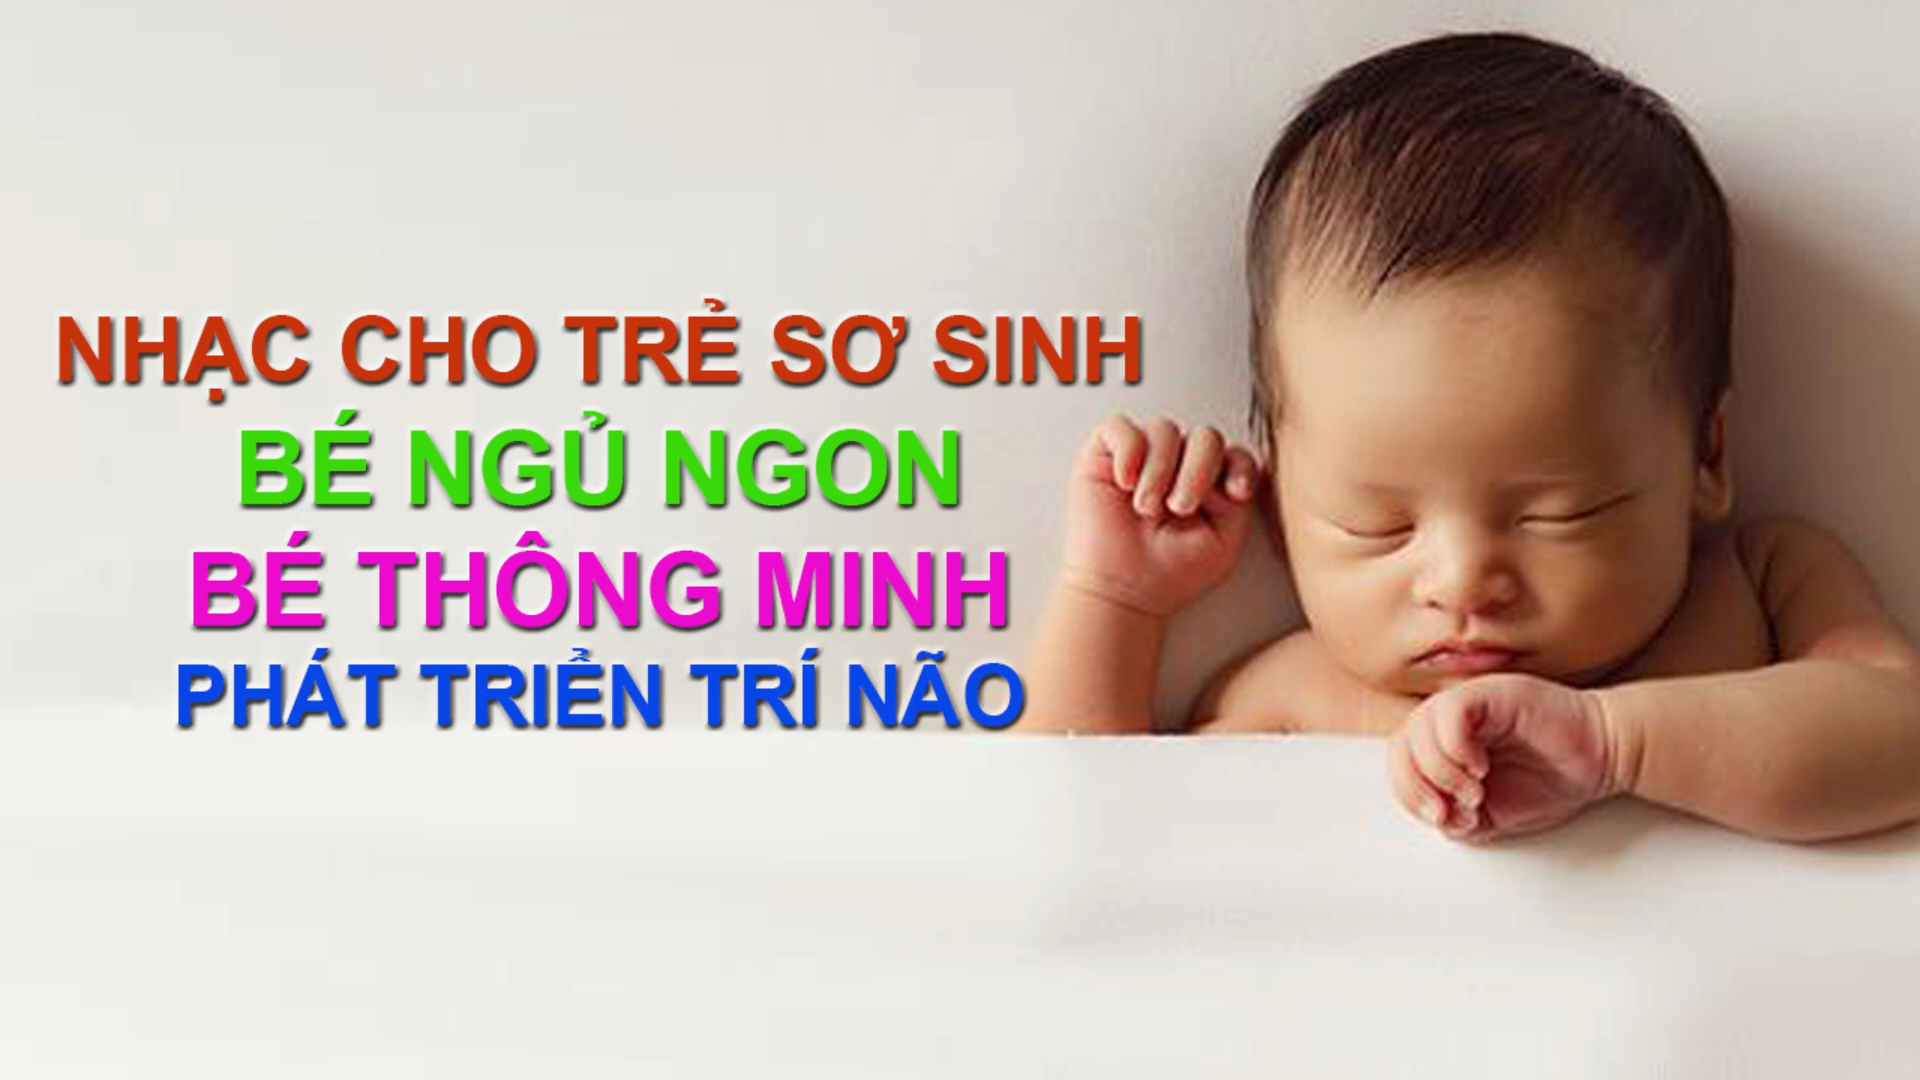 NHẠC CHO TRẺ SƠ SINH
BÉ NGỦ NGON
BÉ THÔNG MINH
PHÁT TRIỂN TRÍ NÃO